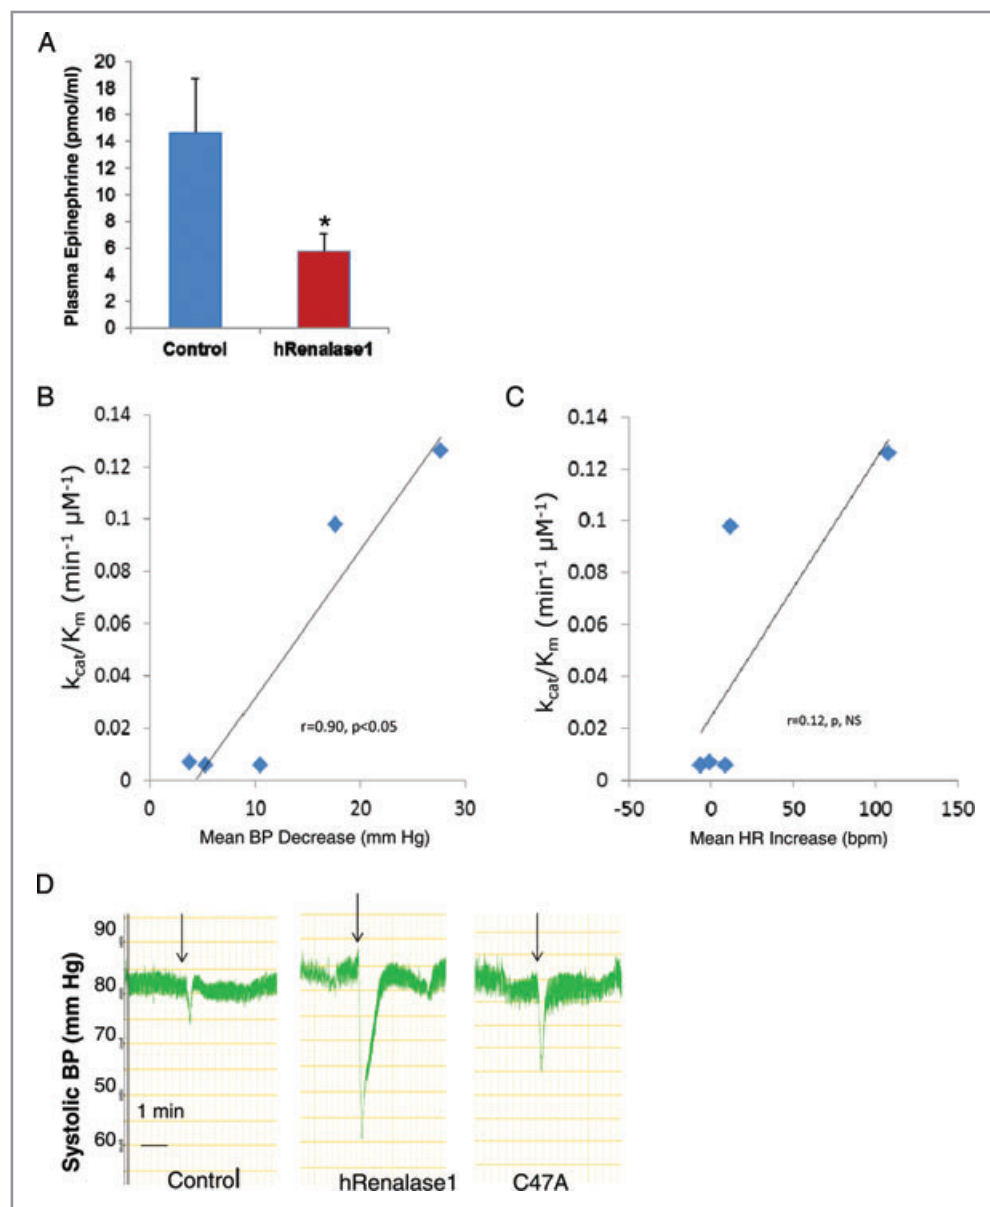 A
Plasma Epinephrine (pmol/ml)
20
18
16
14
12
10
8
6
4
2
0
*
Control
hRenalase1
B
kcat/Km (min-1 µM-1)
0.14
0.12
0.1
0.08
0.06
0.04
0.02
0
r=0.90, p<0.05
0 10 20 30
Mean BP Decrease (mm Hg)
C
kcat/Km (min-1 µM-1)
0.14
0.12
0.1
0.08
0.06
0.04
0.02
0
r=0.12, p, NS
-50 0 50 100 150
Mean HR Increase (bpm)
D
Systolic BP (mm Hg)
90
80
70
50
60
1 min
Control
hRenalase1
C47A